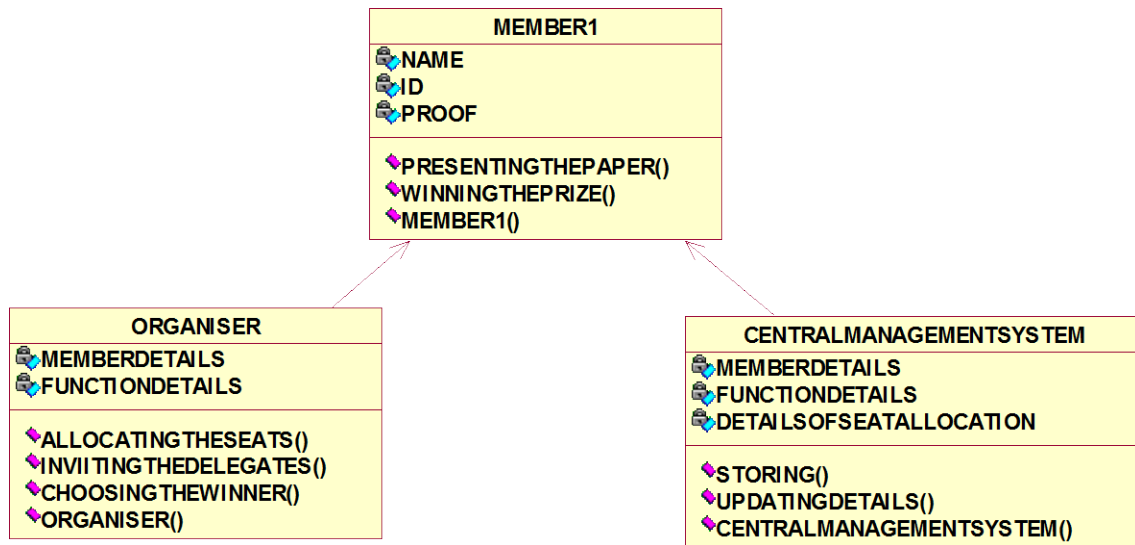 MEMBER1
NAME
ID
PROOF
PRESENTINGTHEPAPER()
WINNINGTHEPRIZE()
MEMBER1()
ORGANISER
MEMBERDETAILS
FUNCTIONDETAILS
ALLOCATINGTHESEATS()
INVIITINGTHEDELEGATES()
CHOOSINGTHEWINNER()
ORGANISER()
CENTRALMANAGEMENTSYSTEM
MEMBERDETAILS
FUNCTIONDETAILS
DETAILSOFSEATALLOCATION
STORING()
UPDATINGDETAILS()
CENTRALMANAGEMENTSYSTEM()